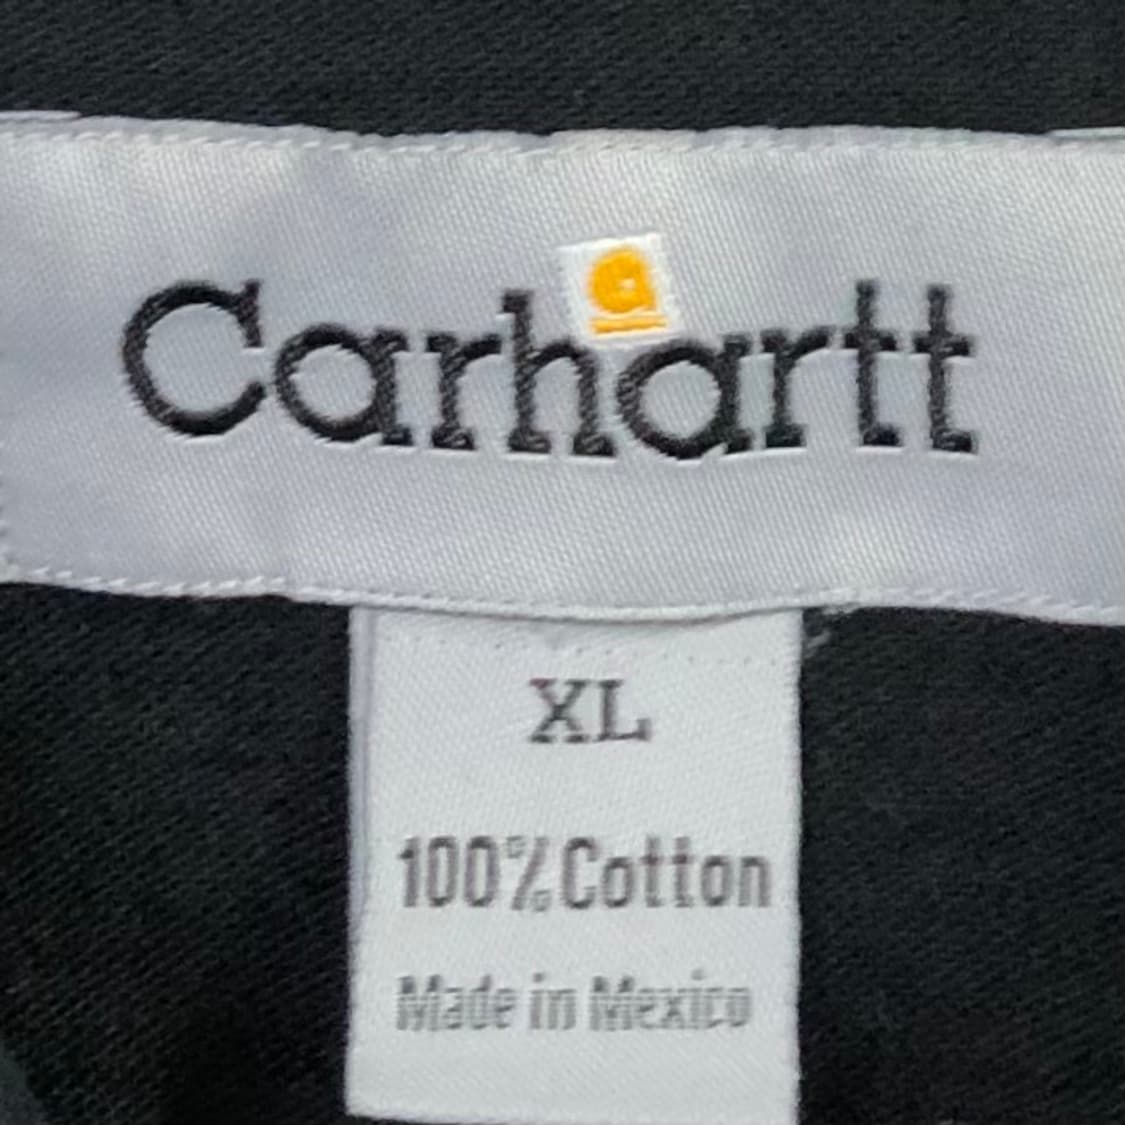 Carhartt
XL
100% Cotton
Made in Mexico